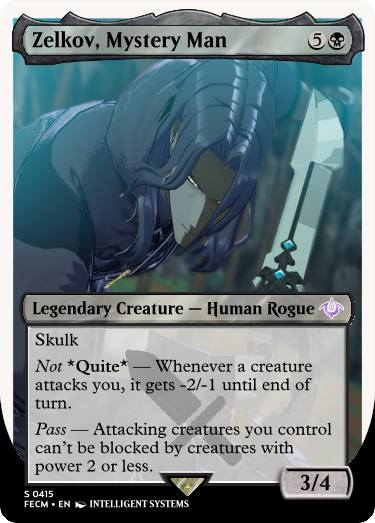 Zelkov, Mystery Man 5
Legendary Creature — Human Rogue
Skulk
Not *Quite* — Whenever a creature
attacks you, it gets -2/-1 until end of
turn.
Pass — Attacking creatures you control
can't be blocked by creatures with
power 2 or less.
3/4
S 0415
FECM • EN INTELLIGENT SYSTEMS